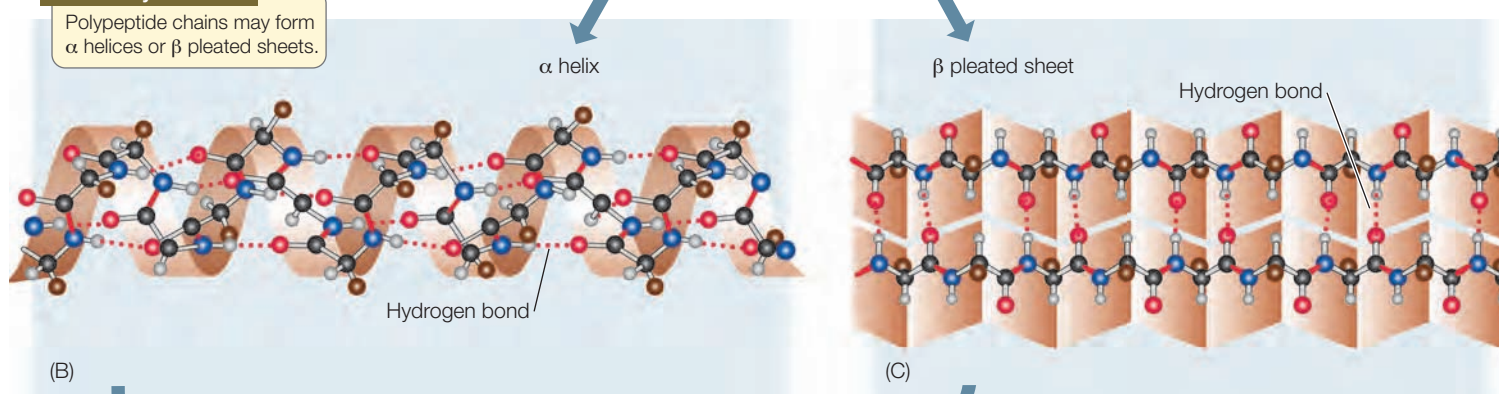 Polypeptide chains may form
α helices or β pleated sheets.
α helix
β pleated sheet
Hydrogen bond
Hydrogen bond
(B)
(C)